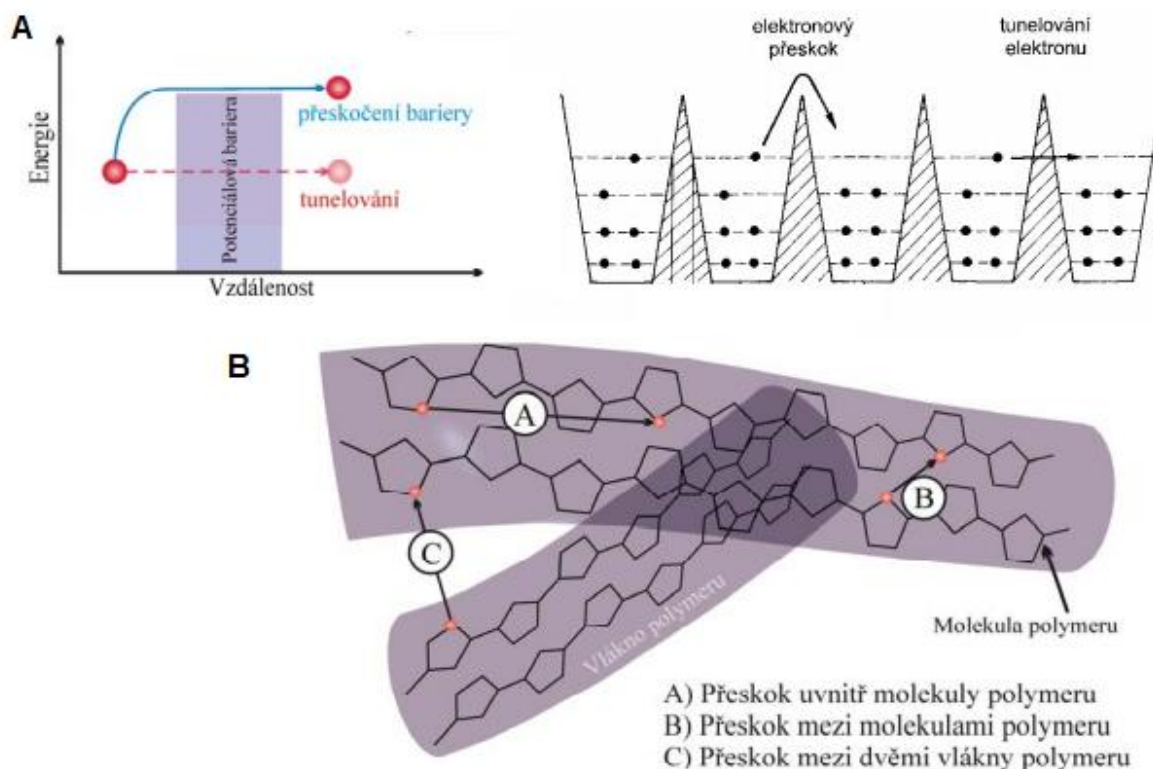 A
Energie
Potenciálová bariera
přeskočení bariery
tunelování
Vzdálenost
elektronový
přeskok
tunelování
elektronu
B
A
B
C
Vlákno polymeru
Molekula polymeru
A) Přeskok uvnitř molekuly polymeru
B) Přeskok mezi molekulami polymeru
C) Přeskok mezi dvěmi vlákny polymeru